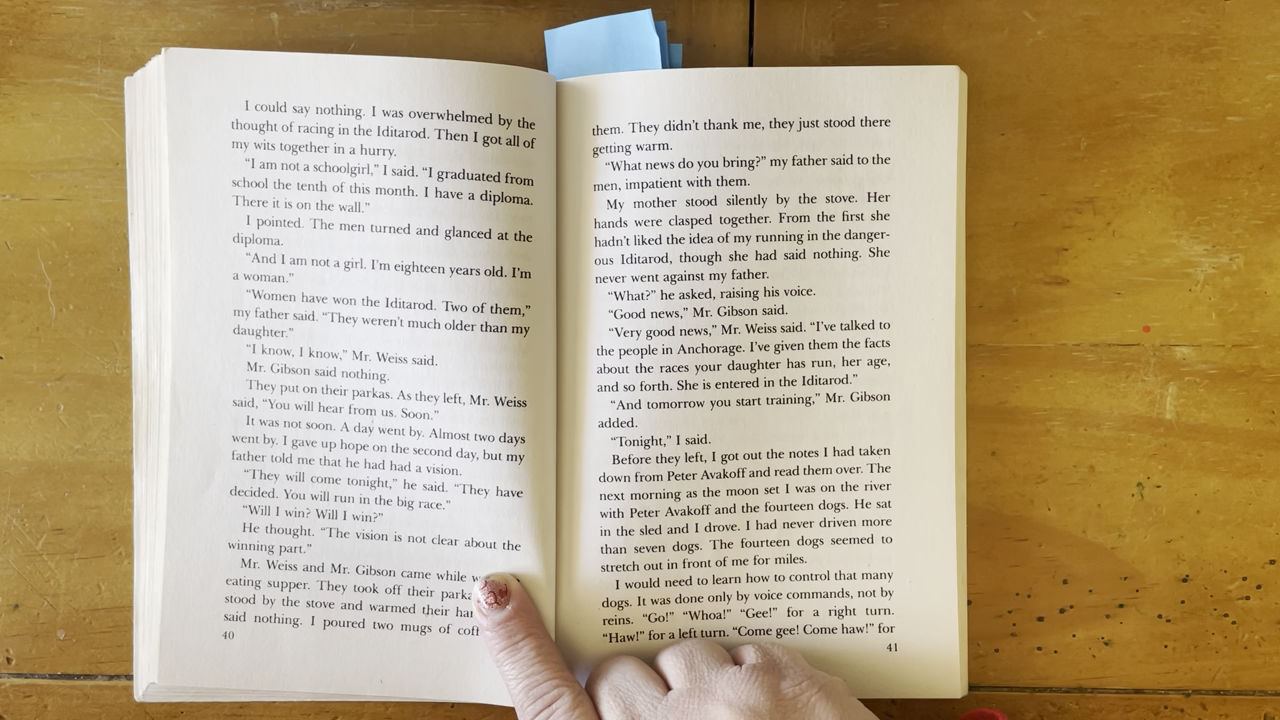 I could say nothing. I was overwhelmed by the
thought of racing in the Iditarod. Then I got all of
my wits together in a hurry.
“I am not a schoolgirl,” I said. “I graduated from
school the tenth of this month. I have a diploma.
There it is on the wall.”
I pointed. The men turned and glanced at the
diploma.
“And I am not a girl. I’m eighteen years old. I’m
a woman.”
“Women have won the Iditarod. Two of them,”
my father said. “They weren’t much older than my
daughter.”
“I know, I know,” Mr. Weiss said.
Mr. Gibson said nothing.
They put on their parkas. As they left, Mr. Weiss
said, “You will hear from us. Soon.”
It was not soon. A day went by. Almost two days
went by. I gave up hope on the second day, but my
father told me that he had had a vision.
“They will come tonight,” he said. “They have
decided. You will run in the big race.”
“Will I win? Will I win?”
He thought. “The vision is not clear about the
winning part.”
Mr. Weiss and Mr. Gibson came while
eating supper. They took off their
stood by the stove and warmed their
said nothing. I poured two mugs of
40
them. They didn’t thank me, they just stood there
getting warm.
“What news do you bring?” my father said to the
men, impatient with them.
My mother stood silently by the stove. Her
hands were clasped together. From the first she
hadn’t liked the idea of my running in the danger-
ous Iditarod, though she had said nothing. She
never went against my father.
“What?” he asked, raising his voice.
“Good news,” Mr. Gibson said.
“Very good news,” Mr. Weiss said. “I’ve talked to
the people in Anchorage. I’ve given them the facts
about the races your daughter has run, her age,
and so forth. She is entered in the Iditarod.”
“And tomorrow you start training,” Mr. Gibson
added.
“Tonight,” I said.
Before they left, I got out the notes I had taken
down from Peter Avakoff and read them over. The
next morning as the moon set I was on the river
with Peter Avakoff and the fourteen dogs. He sat
in the sled and I drove. I had never driven more
than seven dogs. The fourteen dogs seemed to
stretch out in front of me for miles.
I would need to learn how to control that many
dogs. It was done only by voice commands, not by
reins. “Go!” “Whoa!” “Gee!” for a right turn.
“Haw!” for a left turn. “Come gee! Come haw!” for
41